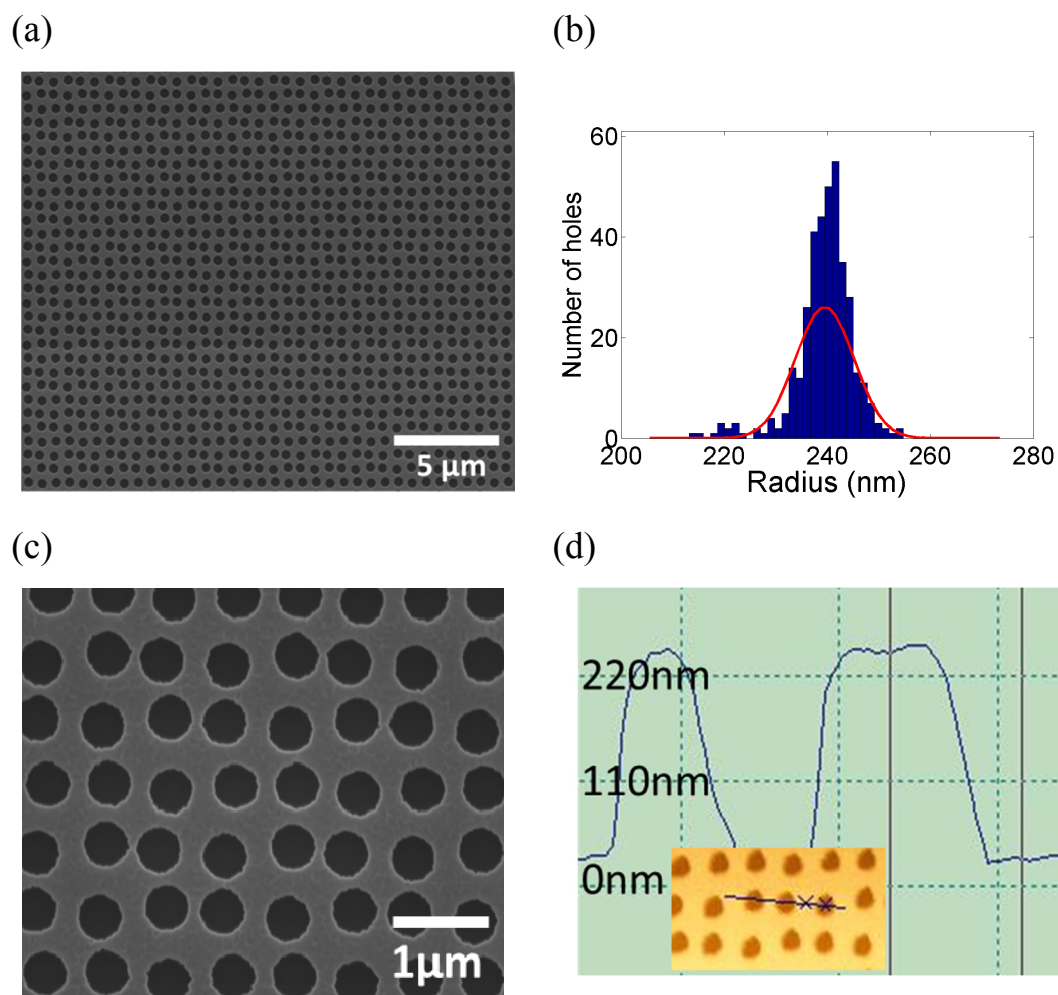 (a)
(b)
5 μm
60
40
20
0
Number of holes
200
220
240
260
280
Radius (nm)
(c)
(d)
1μm
220nm
110nm
0nm